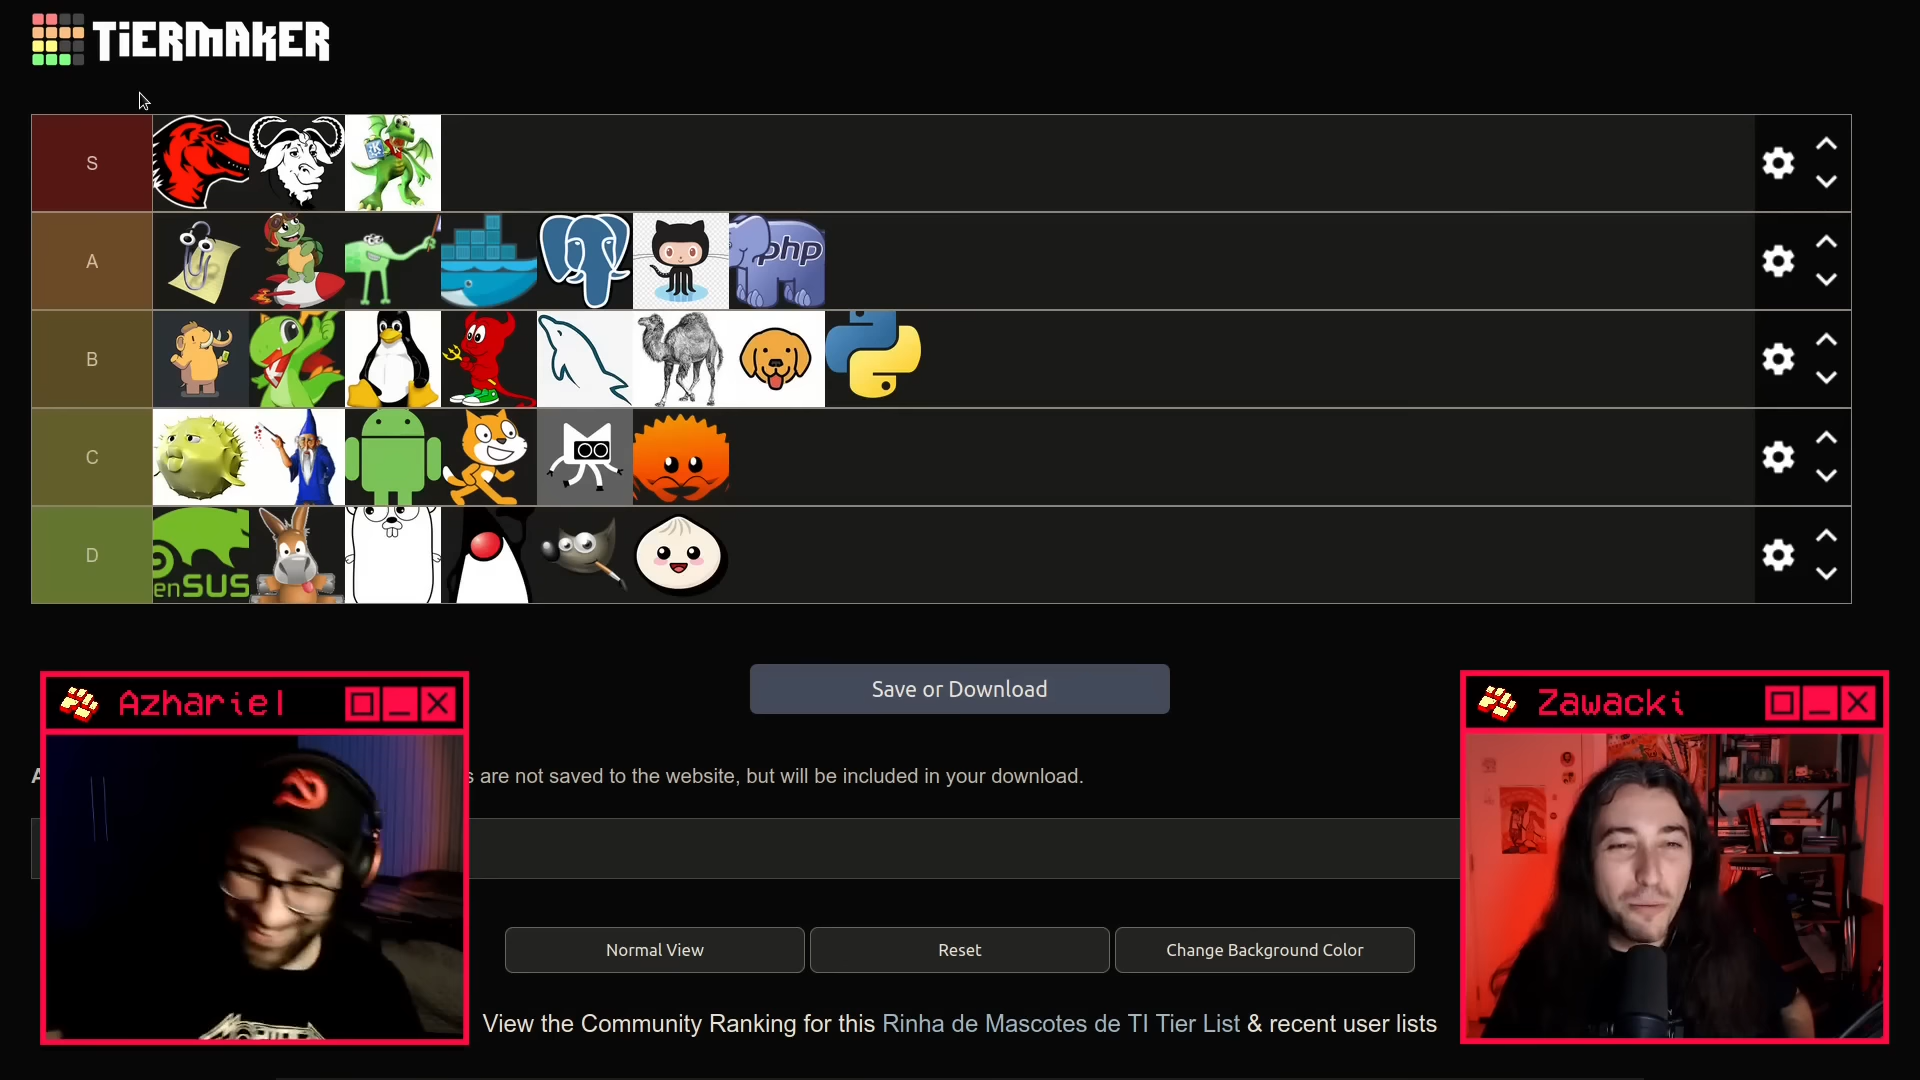 TiERMAKER
S
A
php
B
C
D
enSUS
Save or Download
Azhariel
Zawacki
s are not saved to the website, but will be included in your download.
Normal View
Reset
Change Background Color
View the Community Ranking for this Rinha de Mascotes de TI Tier List & recent user lists